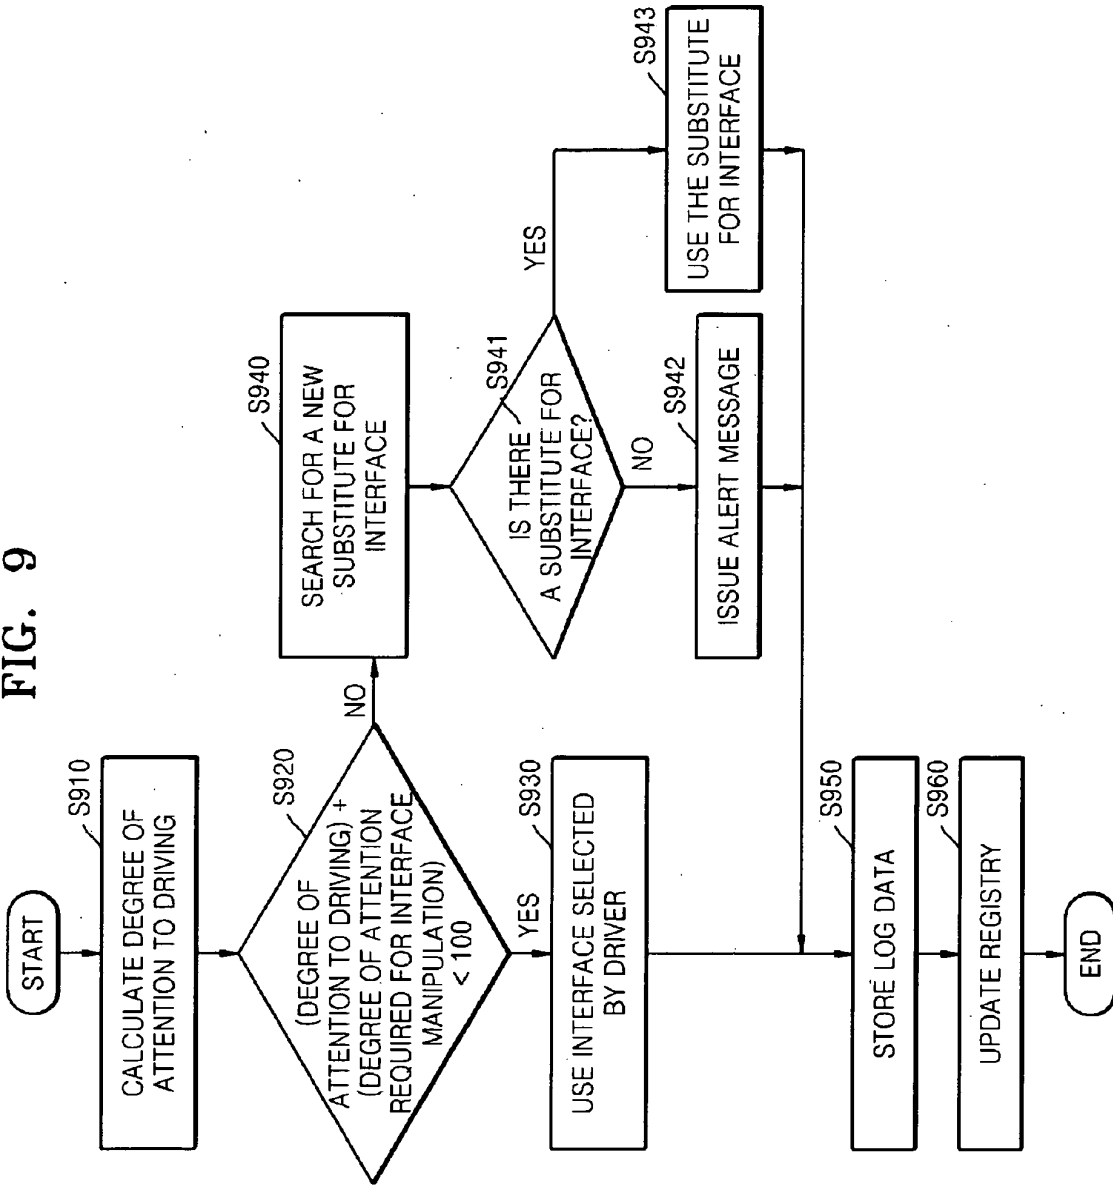 FIG. 9
START
S910
CALCULATE DEGREE OF
ATTENTION TO DRIVING
S920
(DEGREE OF
ATTENTION TO DRIVING) +
(DEGREE OF ATTENTION
REQUIRED FOR INTERFACE
MANIPULATION)
< 100
NO
YES
S930
USE INTERFACE SELECTED
BY DRIVER
S940
SEARCH FOR A NEW
SUBSTITUTE FOR
INTERFACE
S941
IS THERE
A SUBSTITUTE FOR
INTERFACE?
YES
NO
S942
ISSUE ALERT MESSAGE
S943
USE THE SUBSTITUTE
FOR INTERFACE
S950
STORE LOG DATA
S960
UPDATE REGISTRY
END